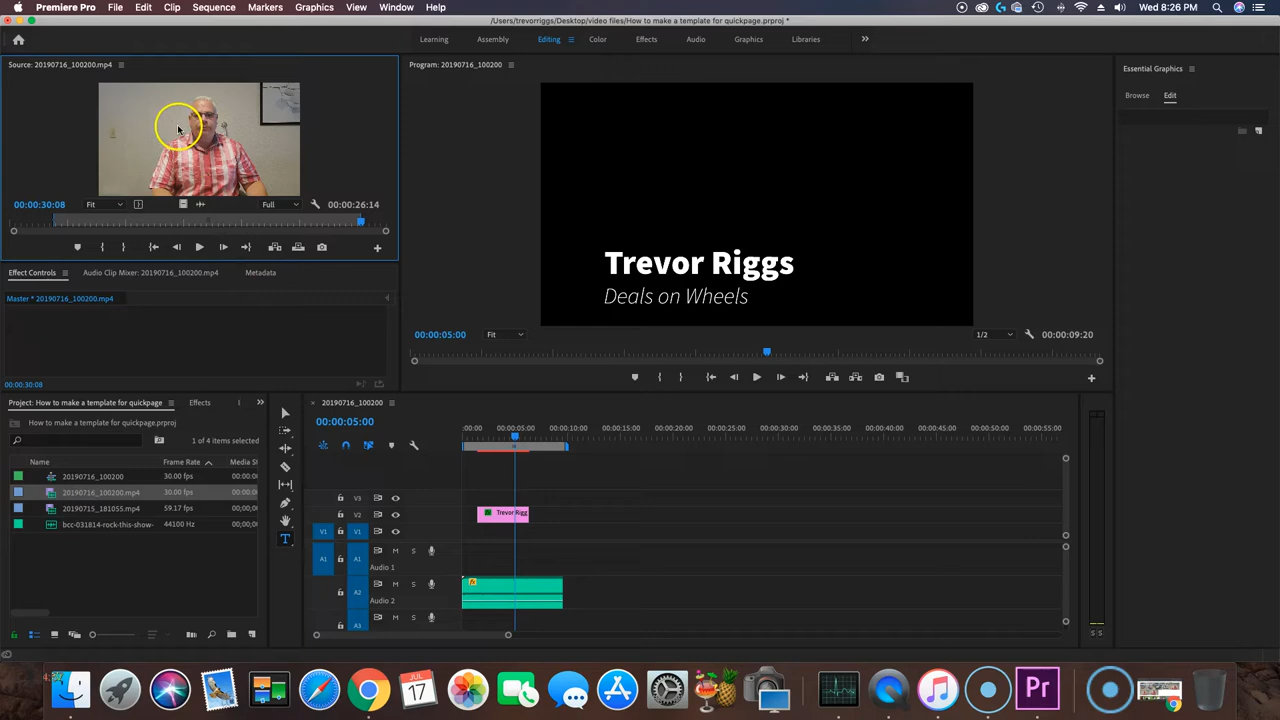 Premiere Pro File Edit Clip Sequence Markers Graphics View Window Help
Wed 8:26 PM
/Users/trevorriggs/Desktop/video files/How to make a template for quickpage.prproj *
Learning Assembly Editing Color Effects Audio Graphics Libraries
Source: 20190716_100200.mp4
Program: 20190716_100200
Essential Graphics
Browse Edit
Trevor Riggs
Deals on Wheels
00:00:30:08 Fit Full 00:00:26:14
Effect Controls Audio Clip Mixer: 20190716_100200.mp4 Metadata
Master * 20190716_100200.mp4
00:00:30:08
00:00:05:00 Fit 1/2 00:00:09:20
Project: How to make a template for quickpage Effects
How to make a template for quickpage.prproj
1 of 4 items selected
Name Frame Rate Media St
20190716_100200 30.00 fps
20190716_100200.mp4 30.00 fps
20190715_181055.mp4 59.17 fps
bcc-031814-rock-this-show- 44100 Hz
20190716_100200
00:00:05:00
:00:00 00:00:05:00 00:00:10:00 00:00:15:00 00:00:20:00 00:00:25:00 00:00:30:00 00:00:35:00 00:00:40:00 00:00:45:00 00:00:50:00 00:00:55:00
V3
V2 Trevor Rigg
V1 V1
A1 A1 M S
Audio 1
A2 M S
Audio 2
A3 M S
S S
JUL
17
Pr